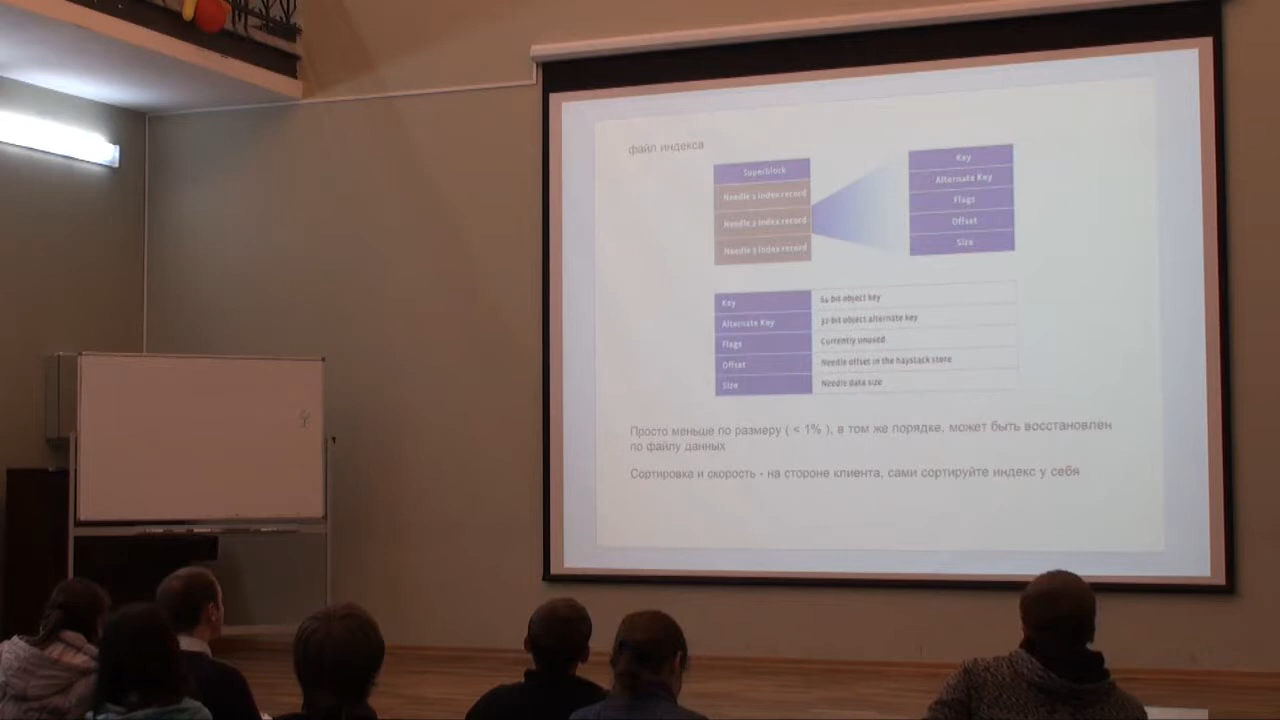 файл индекса
Superblock
Needle 1 index record
Needle 2 index record
Needle 3 index record
Key
Alternate Key
Flags
Offset
Size
Key 64-bit object key
Alternate Key 32-bit object alternate key
Flags Currently unused
Offset Needle offset in the haystack store
Size Needle data size
Просто меньше по размеру ( < 1% ), в том же порядке, может быть восстановлен
по файлу данных
Сортировка и скорость - на стороне клиента, сами сортируйте индекс у себя